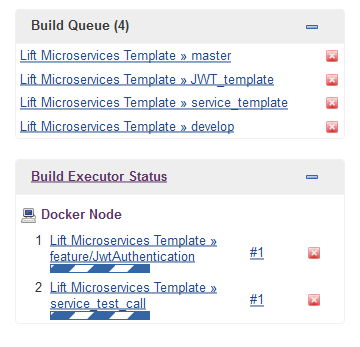 Build Queue (4)
Lift Microservices Template » master
Lift Microservices Template » JWT_template
Lift Microservices Template » service_template
Lift Microservices Template » develop
Build Executor Status
Docker Node
1 Lift Microservices Template » #1
feature/JwtAuthentication
2 Lift Microservices Template » #1
service_test_call